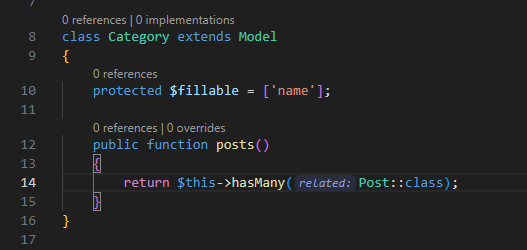 7
0 references | 0 implementations
8 class Category extends Model
9 {
0 references
10 protected $fillable = ['name'];
11
0 references | 0 overrides
12 public function posts()
13 {
14 return $this->hasMany(related: Post::class);
15 }
16 }
17